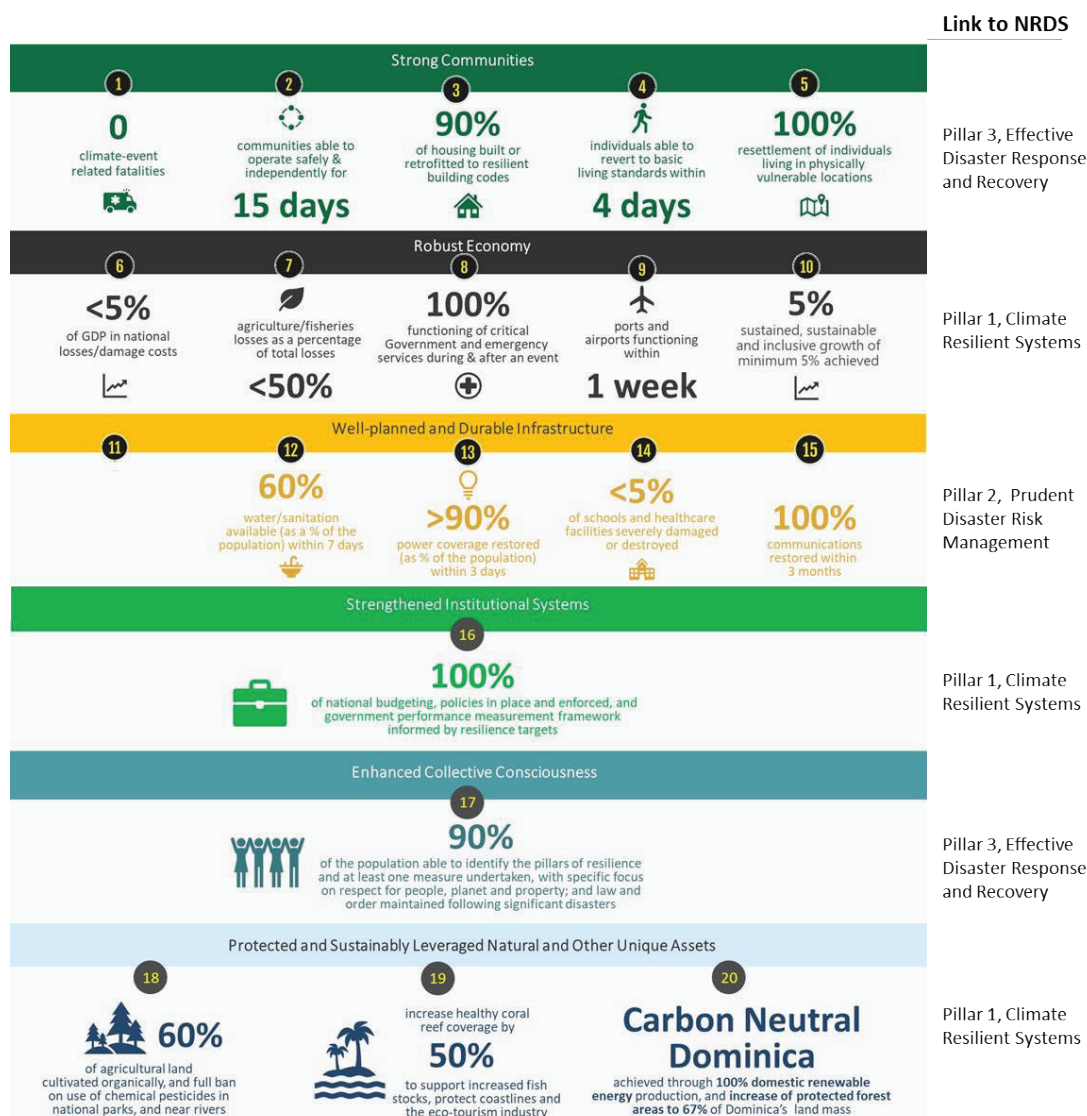 Link to NRDS
Strong Communities
1
0
climate-event
related fatalities
2
communities able to
operate safely &
independently for
15 days
3
90%
of housing built or
retrofitted to resilient
building codes
4
individuals able to
revert to basic
living standards within
4 days
5
100%
resettlement of individuals
living in physically
vulnerable locations
Pillar 3, Effective
Disaster Response
and Recovery
Robust Economy
6
<5%
of GDP in national
losses/damage costs
7
agriculture/fisheries
losses as a percentage
of total losses
<50%
8
100%
functioning of critical
Government and emergency
services during & after an event
9
ports and
airports functioning
within
1 week
10
5%
sustained, sustainable
and inclusive growth of
minimum 5% achieved
Pillar 1, Climate
Resilient Systems
Well-planned and Durable Infrastructure
11
12
60%
water/sanitation
available (as a % of the
population) within 7 days
13
>90%
power coverage restored
(as % of the population)
within 3 days
14
<5%
of schools and healthcare
facilities severely damaged
or destroyed
15
100%
communications
restored within
3 months
Pillar 2, Prudent
Disaster Risk
Management
Strengthened Institutional Systems
16
100%
of national budgeting, policies in place and enforced, and
government performance measurement framework
informed by resilience targets
Pillar 1, Climate
Resilient Systems
Enhanced Collective Consciousness
17
90%
of the population able to identify the pillars of resilience
and at least one measure undertaken, with specific focus
on respect for people, planet and property; and law and
order maintained following significant disasters
Pillar 3, Effective
Disaster Response
and Recovery
Protected and Sustainably Leveraged Natural and Other Unique Assets
18
60%
of agricultural land
cultivated organically, and full ban
on use of chemical pesticides in
national parks, and near rivers
19
increase healthy coral
reef coverage by
50%
to support increased fish
stocks, protect coastlines and
the eco-tourism industry
20
Carbon Neutral
Dominica
achieved through 100% domestic renewable
energy production, and increase of protected forest
areas to 67% of Dominica's land mass
Pillar 1, Climate
Resilient Systems